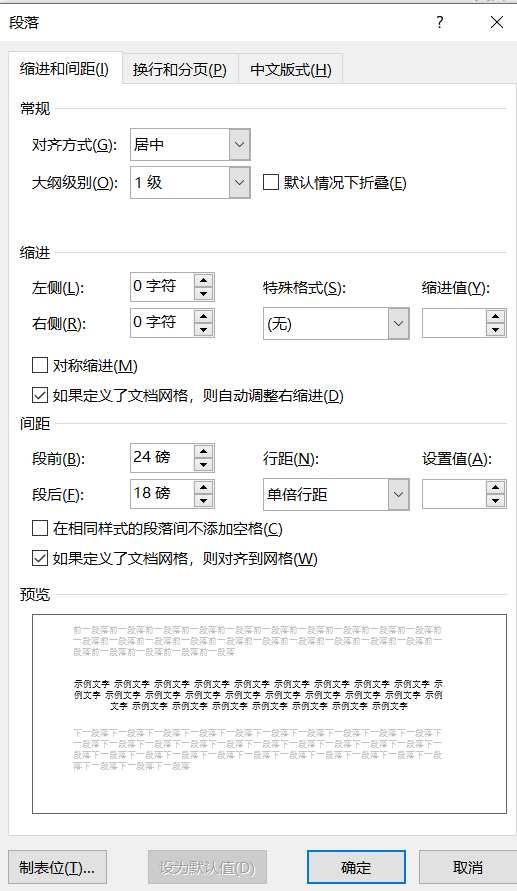 段落 ?
缩进和间距(I) 换行和分页(P) 中文版式(H)
常规
对齐方式(G): 居中
大纲级别(O): 1 级 默认情况下折叠(E)
缩进
左侧(L): 0 字符 特殊格式(S): 缩进值(Y):
右侧(R): 0 字符 (无)
对称缩进(M)
如果定义了文档网格，则自动调整右缩进(D)
间距
段前(B): 24 磅 行距(N): 设置值(A):
段后(F): 18 磅 单倍行距
在相同样式的段落间不添加空格(C)
如果定义了文档网格，则对齐到网格(W)
预览
前一段落前一段落前一段落前一段落前一段落前一段落前一段落前一段落前一段落前一段落前
一段落前一段落前一段落前一段落前一段落前一段落前一段落前一段落前一段落前一段落前一
段落前一段落前一段落前一段落前一段落
示例文字 示例文字 示例文字 示例文字 示例文字 示例文字 示例文字 示例文字 示例文字 示
例文字 示例文字 示例文字 示例文字 示例文字 示例文字 示例文字 示例文字 示例文字 示例
文字 示例文字 示例文字 示例文字 示例文字 示例文字 示例文字 示例文字
下一段落下一段落下一段落下一段落下一段落下一段落下一段落下一段落下一段落下一段落下
一段落下一段落下一段落下一段落下一段落下一段落下一段落下一段落下一段落下一段落下一
段落下一段落下一段落下一段落下一段落下一段落下一段落下一段落下一段落下一段落下一段
落下一段落下一段落下一段落
制表位(T)... 设为默认值(D) 确定 取消